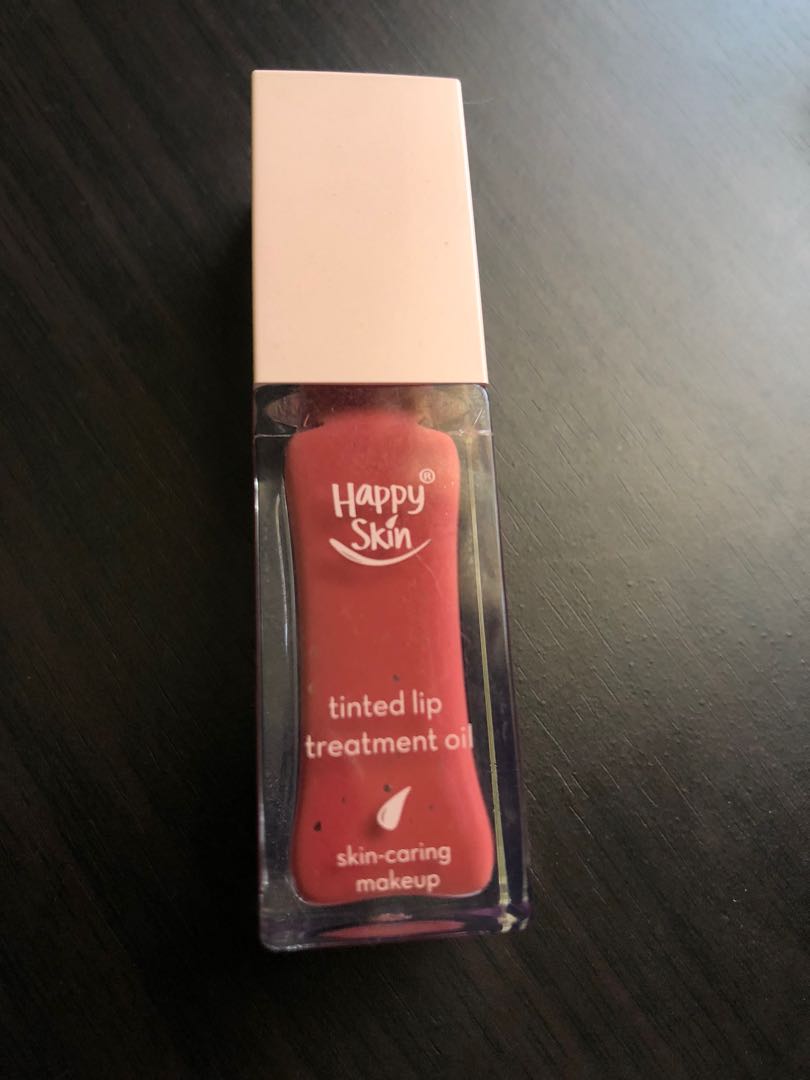 Happy®
Skin
tinted lip
treatment oil
skin-caring
makeup